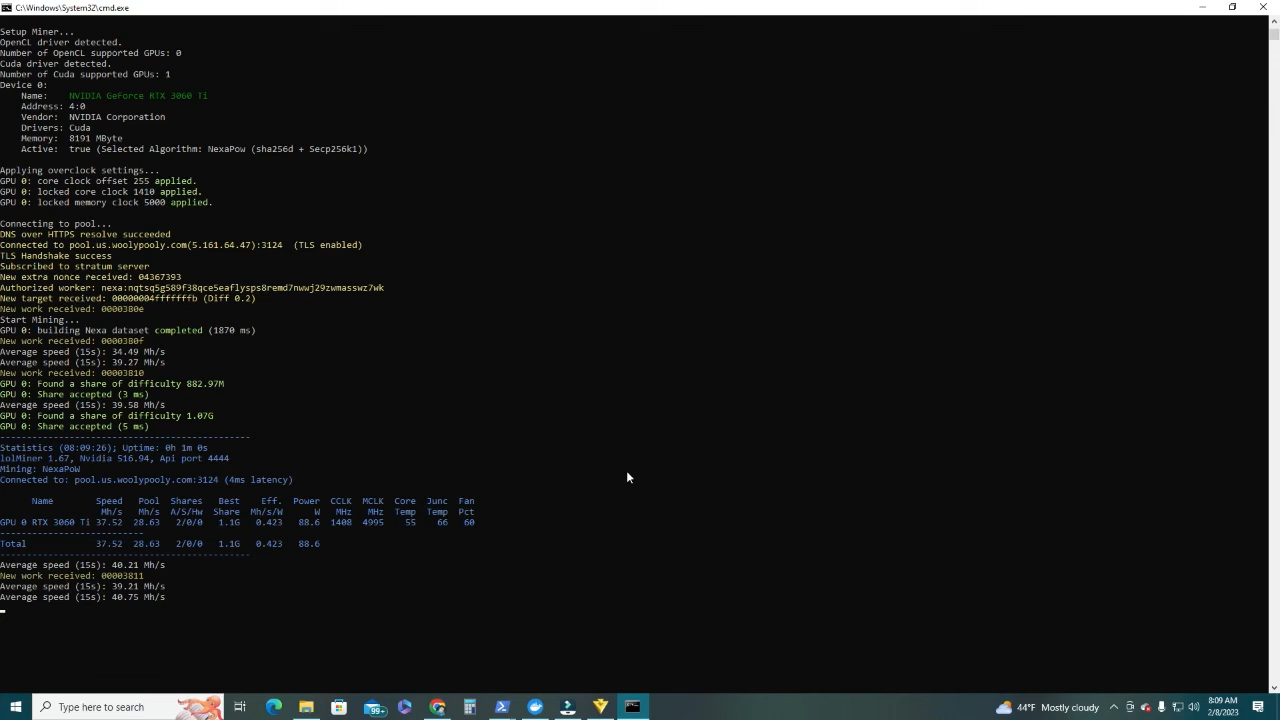 C:\Windows\System32\cmd.exe
Setup Miner...
OpenCL driver detected.
Number of OpenCL supported GPUs: 0
Cuda driver detected.
Number of Cuda supported GPUs: 1
Device 0:
Name: NVIDIA GeForce RTX 3060 Ti
Address: 4:0
Vendor: NVIDIA Corporation
Drivers: Cuda
Memory: 8191 MByte
Active: true (Selected Algorithm: NexaPow (sha256d + Secp256k1))
Applying overclock settings...
GPU 0: core clock offset 255 applied.
GPU 0: locked core clock 1410 applied.
GPU 0: locked memory clock 5000 applied.
Connecting to pool...
DNS over HTTPS resolve succeeded
Connected to pool.us.woolypooly.com(5.161.64.47):3124 (TLS enabled)
TLS Handshake success
Subscribed to stratum server
New extra nonce received: 04367393
Authorized worker: nexa:nqtsq5g589f38qce5eaflysps8remd7nwwj29zwmasswz7wk
New target received: 00000004fffffffb (Diff 0.2)
New work received: 0000380e
Start Mining...
GPU 0: building Nexa dataset completed (1870 ms)
New work received: 0000380f
Average speed (15s): 34.49 Mh/s
Average speed (15s): 39.27 Mh/s
New work received: 00003810
GPU 0: Found a share of difficulty 882.97M
GPU 0: Share accepted (3 ms)
Average speed (15s): 39.58 Mh/s
GPU 0: Found a share of difficulty 1.07G
GPU 0: Share accepted (5 ms)
-----------------------------------------------
Statistics (08:09:26); Uptime: 0h 1m 0s
lolMiner 1.67, Nvidia 516.94, Api port 4444
Mining: NexaPoW
Connected to: pool.us.woolypooly.com:3124 (4ms latency)
Name Speed Pool Shares Best Eff. Power CCLK MCLK Core Junc Fan
Mh/s Mh/s A/S/Hw Share Mh/s/W W MHz MHz Temp Temp Pct
GPU 0 RTX 3060 Ti 37.52 28.63 2/0/0 1.1G 0.423 88.6 1408 4995 55 66 60
---------------------------
Total 37.52 28.63 2/0/0 1.1G 0.423 88.6
-----------------------------------------------
Average speed (15s): 40.21 Mh/s
New work received: 00003811
Average speed (15s): 39.21 Mh/s
Average speed (15s): 40.75 Mh/s
Type here to search
99+
44°F Mostly cloudy
8:09 AM
2/8/2023